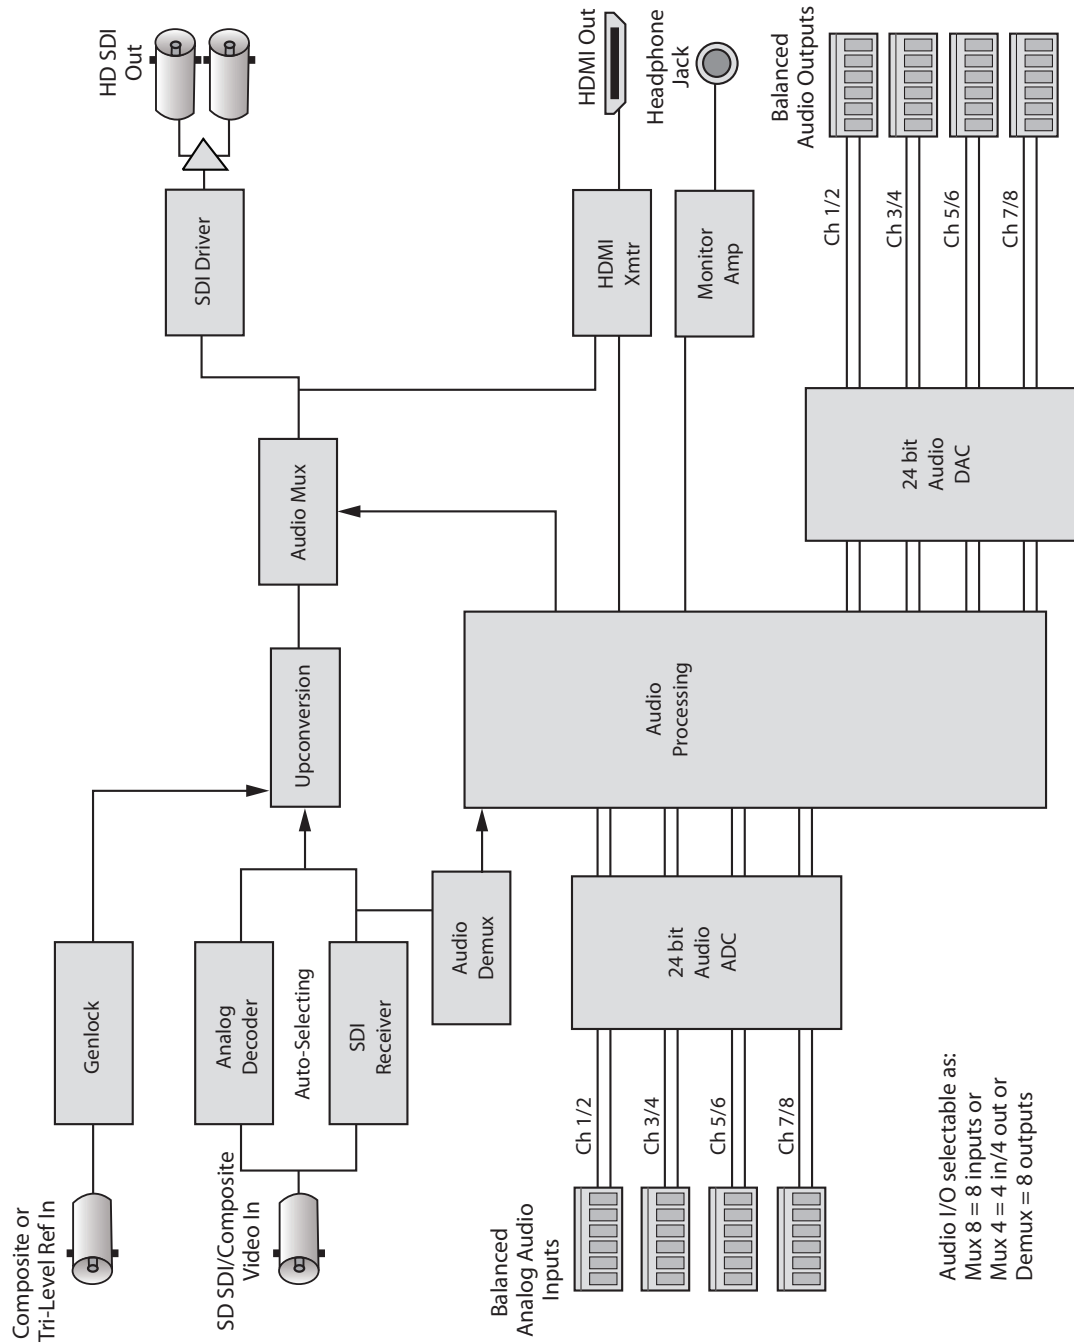 Composite or
Tri-Level Ref In
Genlock
HD SDI
Out
SDI Driver
SD SDI/Composite
Video In
Analog
Decoder
Auto-Selecting
SDI
Receiver
Upconversion
Audio Mux
Audio
Demux
HDMI
Xmtr
HDMI Out
Monitor
Amp
Headphone
Jack
Balanced
Analog Audio
Inputs
Ch 1/2
Ch 3/4
Ch 5/6
Ch 7/8
24 bit
Audio
ADC
Audio
Processing
24 bit
Audio
DAC
Ch 1/2
Ch 3/4
Ch 5/6
Ch 7/8
Balanced
Audio Outputs
Audio I/O selectable as:
Mux 8 = 8 inputs or
Mux 4 = 4 in/4 out or
Demux = 8 outputs